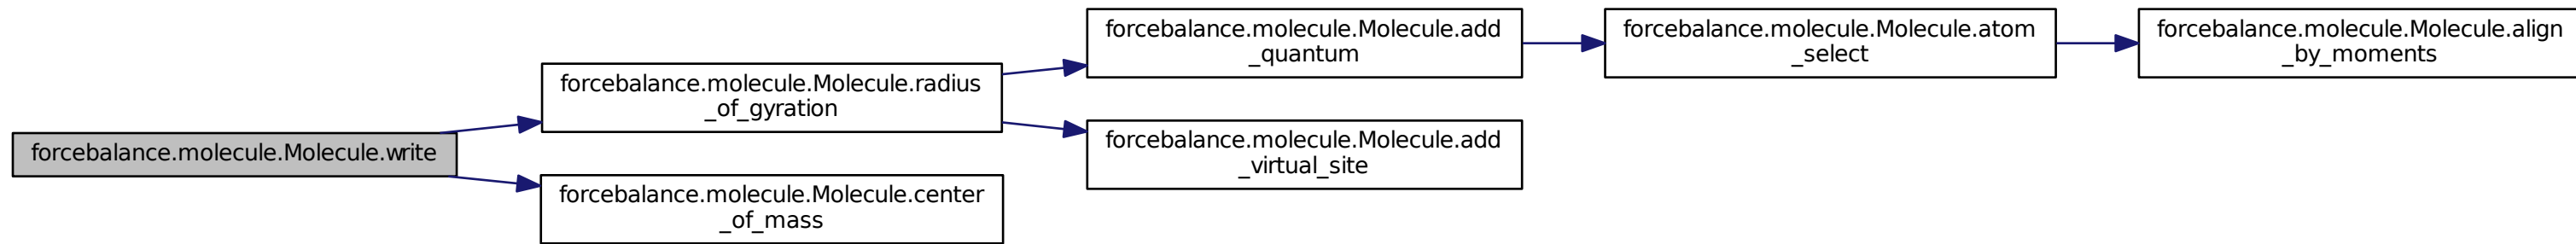 forcebalance.molecule.Molecule.write
forcebalance.molecule.Molecule.radius
_of_gyration
forcebalance.molecule.Molecule.center
_of_mass
forcebalance.molecule.Molecule.add
_quantum
forcebalance.molecule.Molecule.add
_virtual_site
forcebalance.molecule.Molecule.atom
_select
forcebalance.molecule.Molecule.align
_by_moments